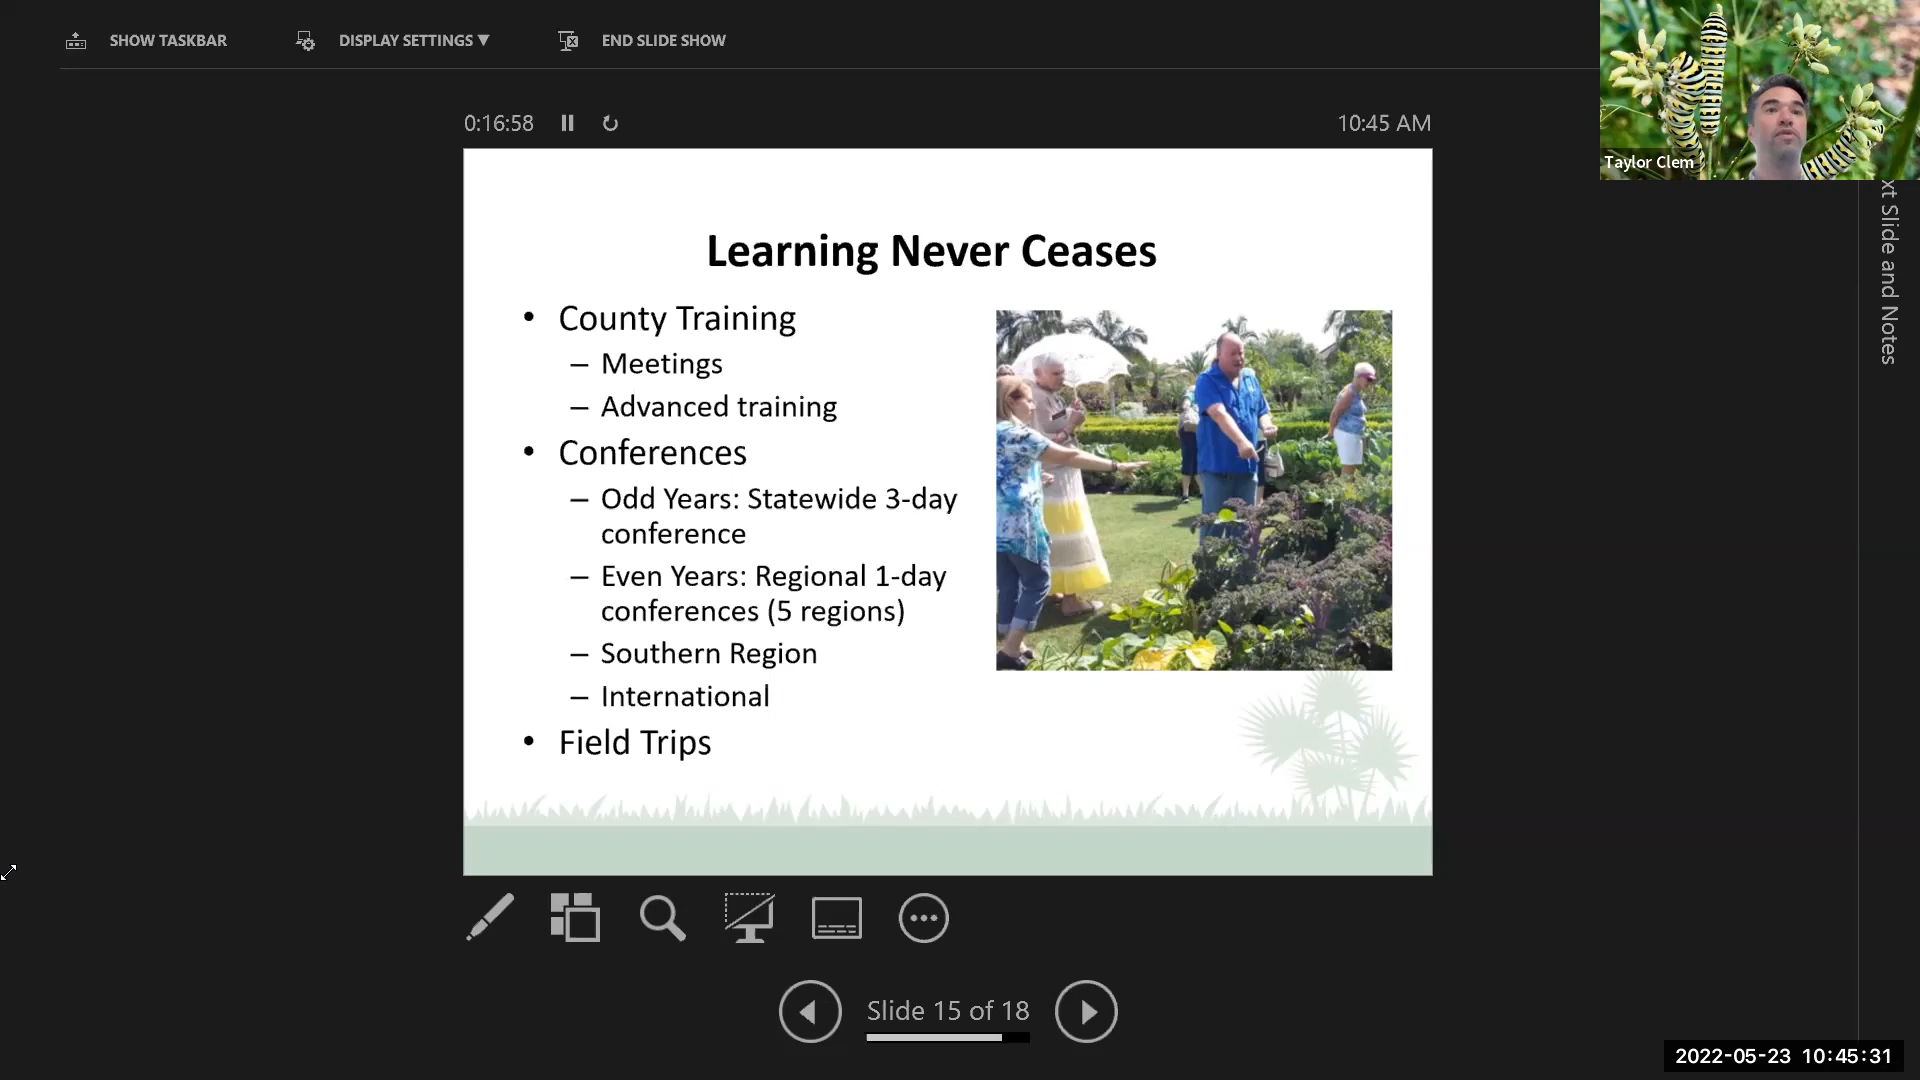 SHOW TASKBAR
DISPLAY SETTINGS ▼
END SLIDE SHOW
0:16:58
10:45 AM
Taylor Clem
Slide and Notes
Learning Never Ceases
• County Training
– Meetings
– Advanced training
• Conferences
– Odd Years: Statewide 3-day
conference
– Even Years: Regional 1-day
conferences (5 regions)
– Southern Region
– International
• Field Trips
Slide 15 of 18
2022-05-23 10:45:31